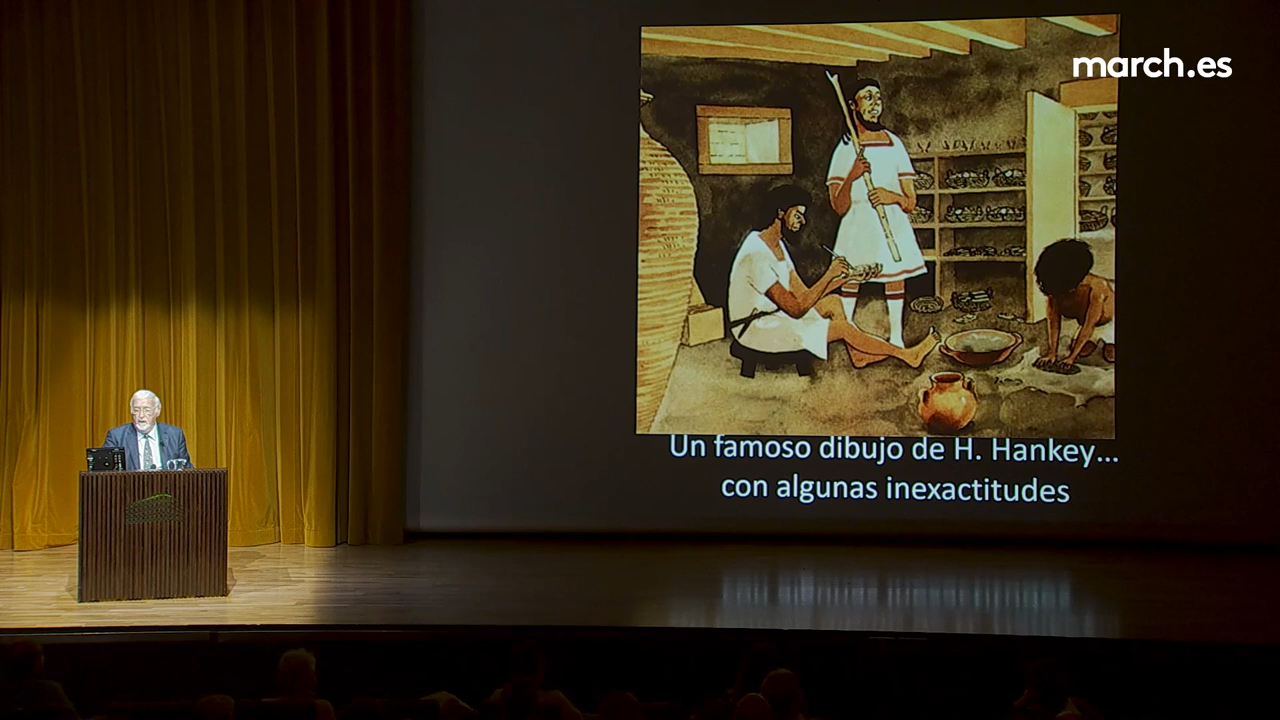 march.es
Un famoso dibujo de H. Hankey...
con algunas inexactitudes